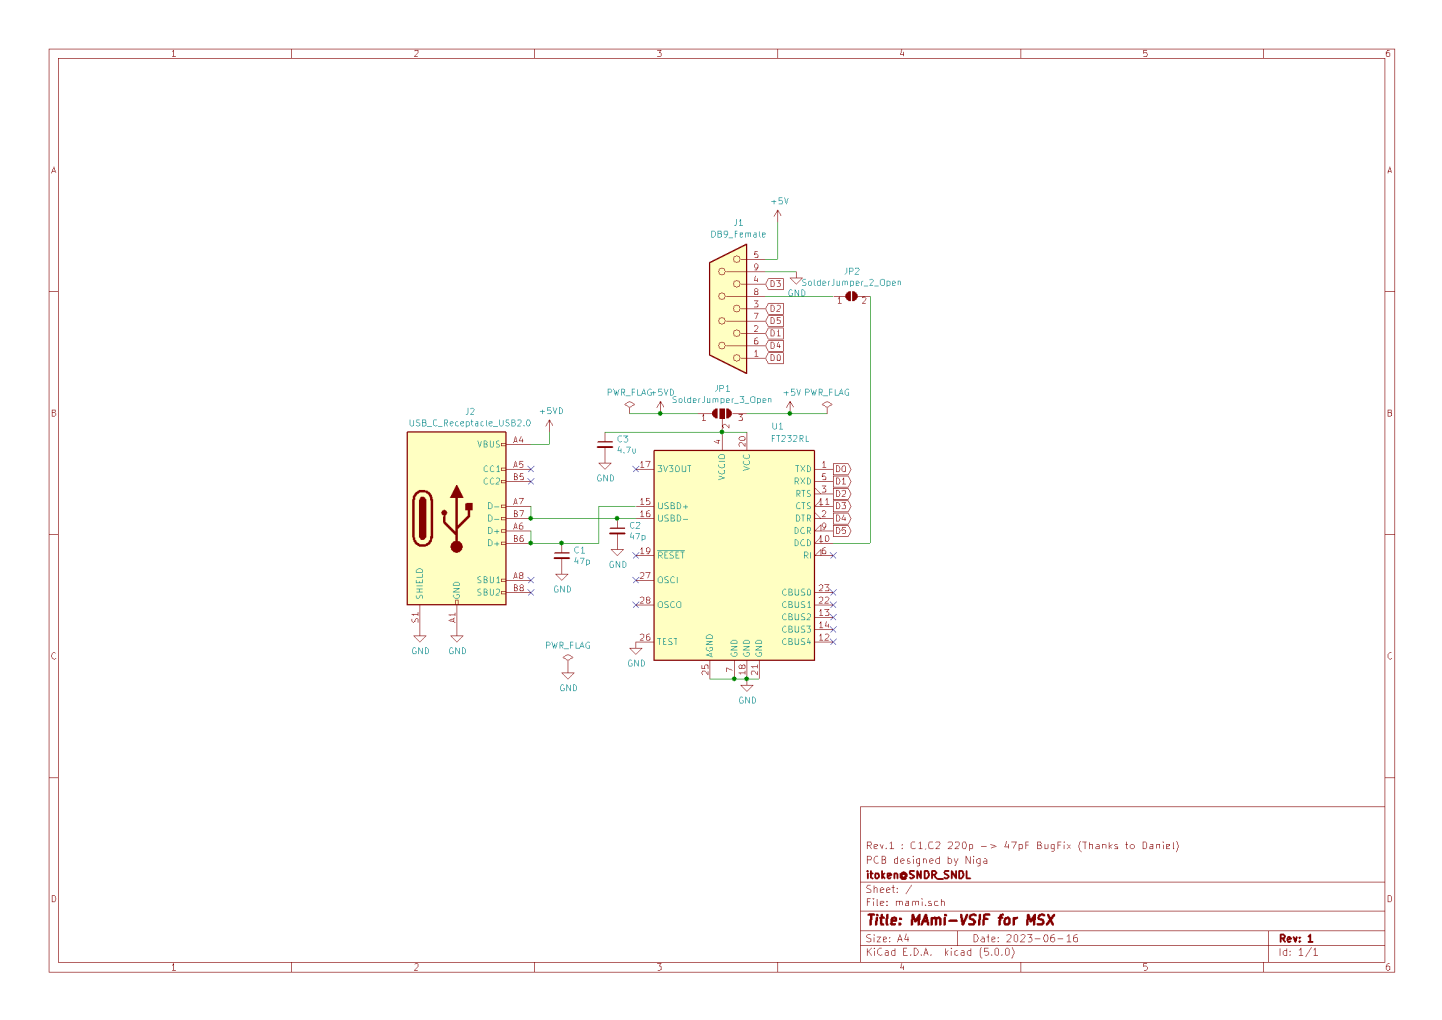 1 2 3 4 5 6
A A
+5V
J1
DB9_Female
5
9
4 D3
8
3 D2
7 D5
2 D1
6 D4
1 D0
GND
JP2
SolderJumper_2_Open
1 2
B B
PWR_FLAG +5VD
JP1
SolderJumper_3_Open
1 2 3
+5V PWR_FLAG
J2
USB_C_Receptacle_USB2.0
+5VD
VBUS A4
CC1 A5
CC2 B5
D- A7
D- B7
D+ A6
D+ B6
SBU1 A8
SBU2 B8
SHIELD GND
S1 A1
GND GND
C3
4.7u
GND
C2
47p
GND
C1
47p
GND
U1
FT232RL
4 20
VCCIO VCC
17 3V3OUT
15 USBD+
16 USBD-
19 RESET
27 OSCI
28 OSCO
26 TEST
GND
TXD 1 D0
RXD 5 D1
RTS 3 D2
CTS 11 D3
DTR 2 D4
DCR 9 D5
DCD 10
RI 6
CBUS0 23
CBUS1 22
CBUS2 13
CBUS3 14
CBUS4 12
AGND GND GND GND
25 7 18 21
GND
PWR_FLAG
GND
C C
Rev.1 : C1,C2 220p -> 47pF BugFix (Thanks to Daniel)
PCB designed by Niga
itoken@SNDR_SNDL
Sheet: /
File: mami.sch
Title: MAmi-VSIF for MSX
Size: A4 Date: 2023-06-16 Rev: 1
KiCad E.D.A. kicad (5.0.0) Id: 1/1
D D
1 2 3 4 5 6